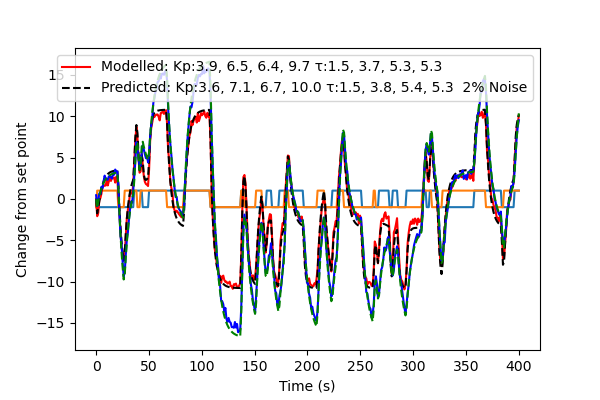 Modelled: Kp:3.9, 6.5, 6.4, 9.7 τ:1.5, 3.7, 5.3, 5.3
Predicted: Kp:3.6, 7.1, 6.7, 10.0 τ:1.5, 3.8, 5.4, 5.3  2% Noise
Change from set point
15
10
5
0
−5
−10
−15
0 50 100 150 200 250 300 350 400
Time (s)